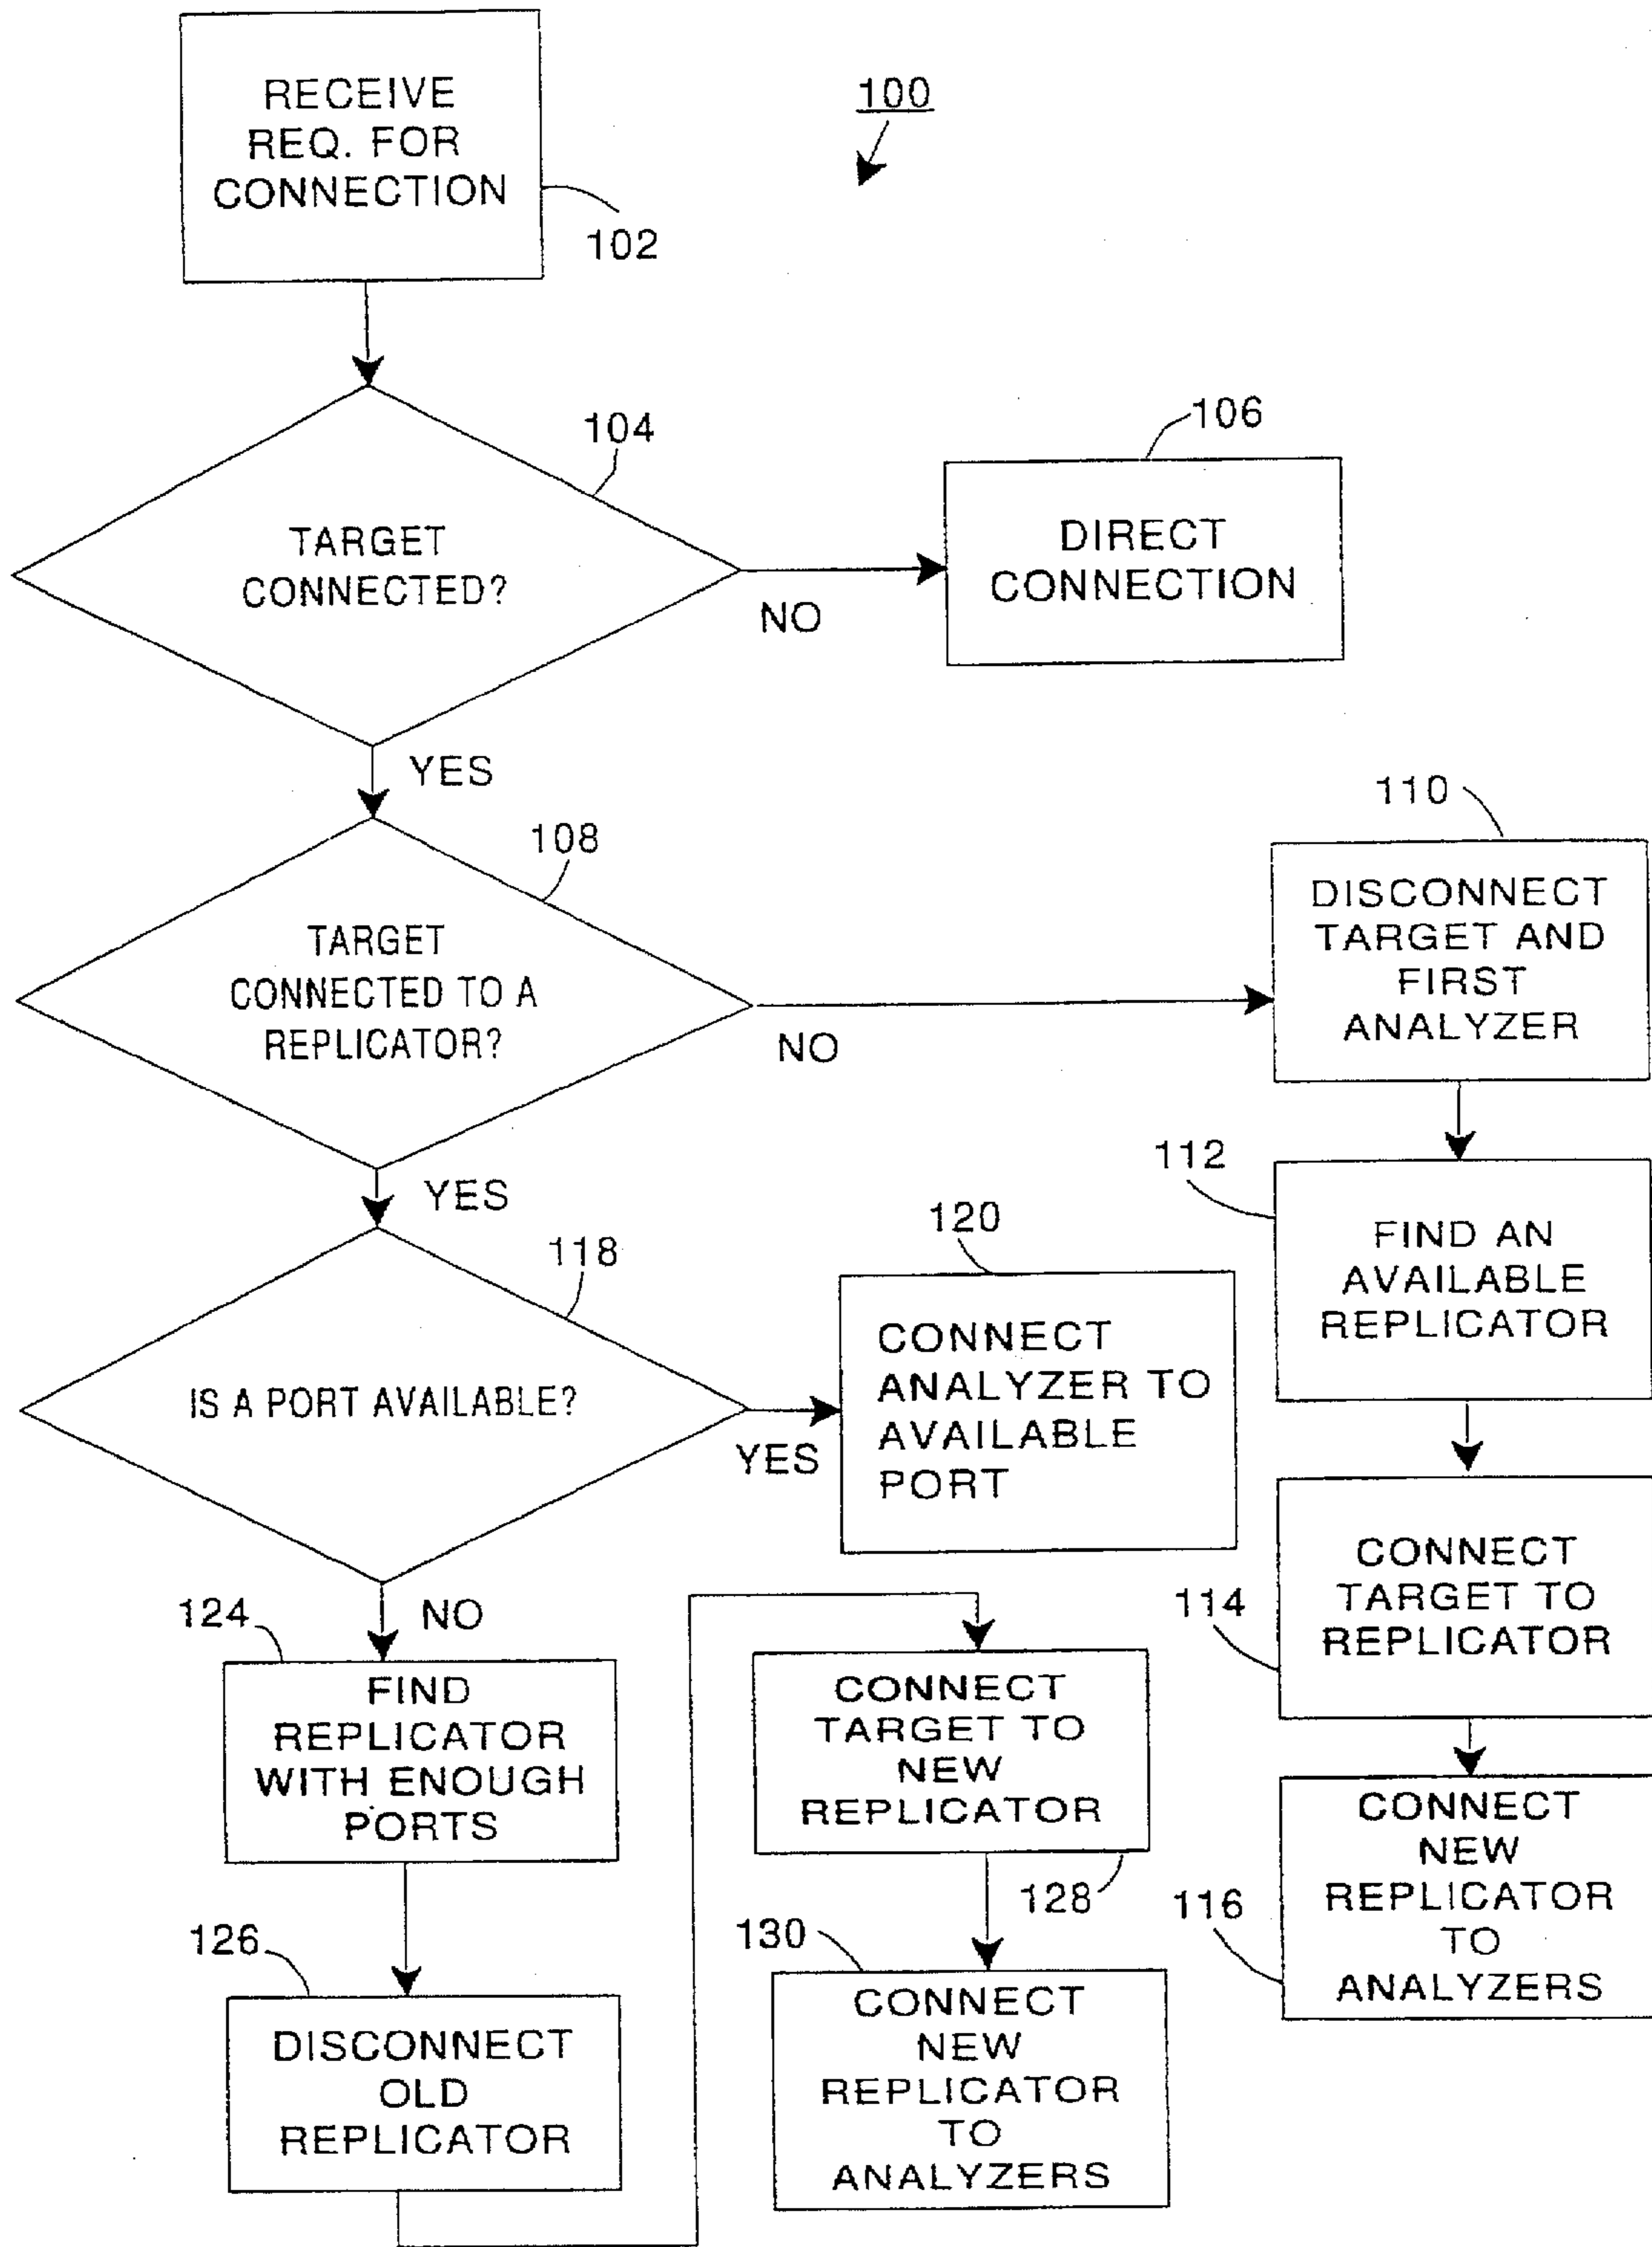 RECEIVE
REQ. FOR
CONNECTION
102
100
104
TARGET
CONNECTED?
NO
106
DIRECT
CONNECTION
YES
108
TARGET
CONNECTED TO A
REPLICATOR?
NO
110
DISCONNECT
TARGET AND
FIRST
ANALYZER
YES
112
FIND AN
AVAILABLE
REPLICATOR
118
IS A PORT AVAILABLE?
YES
120
CONNECT
ANALYZER TO
AVAILABLE
PORT
114
CONNECT
TARGET TO
REPLICATOR
NO
124
FIND
REPLICATOR
WITH ENOUGH
PORTS
CONNECT
TARGET TO
NEW
REPLICATOR
128
116
CONNECT
NEW
REPLICATOR
TO
ANALYZERS
126
DISCONNECT
OLD
REPLICATOR
130
CONNECT
NEW
REPLICATOR
TO
ANALYZERS